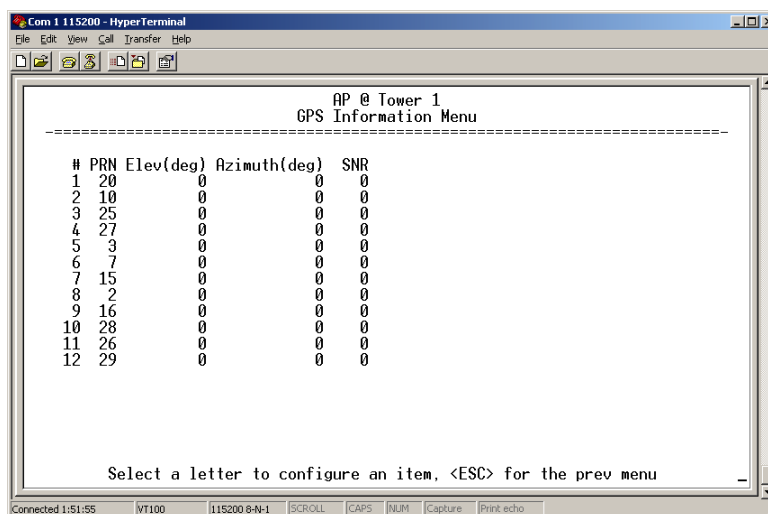 Com 1 115200 - HyperTerminal
File Edit View Call Transfer Help
AP @ Tower 1
GPS Information Menu
-==========================================================================-
# PRN Elev(deg) Azimuth(deg) SNR
1 20 0 0 0
2 10 0 0 0
3 25 0 0 0
4 27 0 0 0
5 3 0 0 0
6 7 0 0 0
7 15 0 0 0
8 2 0 0 0
9 16 0 0 0
10 28 0 0 0
11 26 0 0 0
12 29 0 0 0
Select a letter to configure an item, <ESC> for the prev menu
Connected 1:51:55 VT100 115200 8-N-1 SCROLL CAPS NUM Capture Print echo